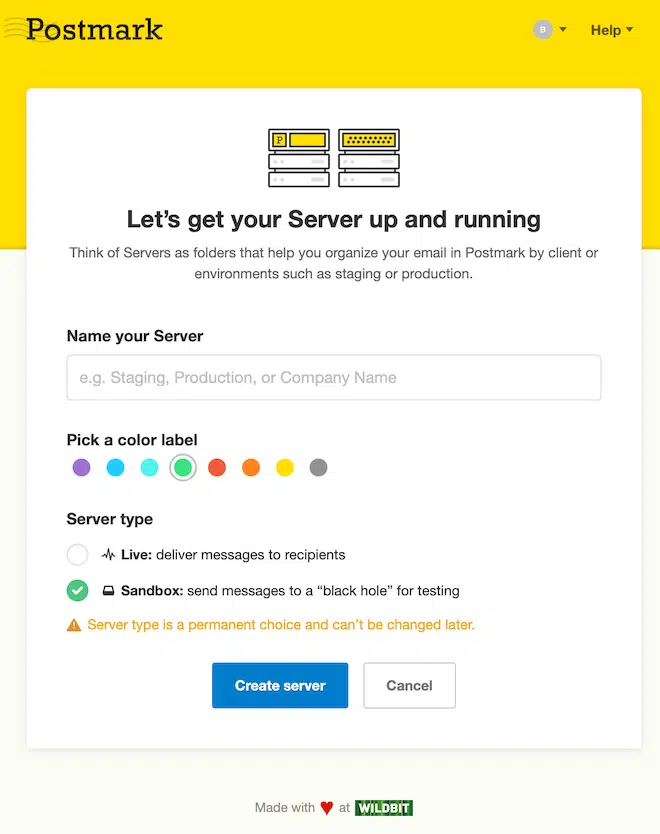 Postmark
B
Help
P
Let’s get your Server up and running
Think of Servers as folders that help you organize your email in Postmark by client or
environments such as staging or production.
Name your Server
e.g. Staging, Production, or Company Name
Pick a color label
Server type
Live: deliver messages to recipients
Sandbox: send messages to a “black hole” for testing
Server type is a permanent choice and can’t be changed later.
Create server
Cancel
Made with ♥ at WILDBIT